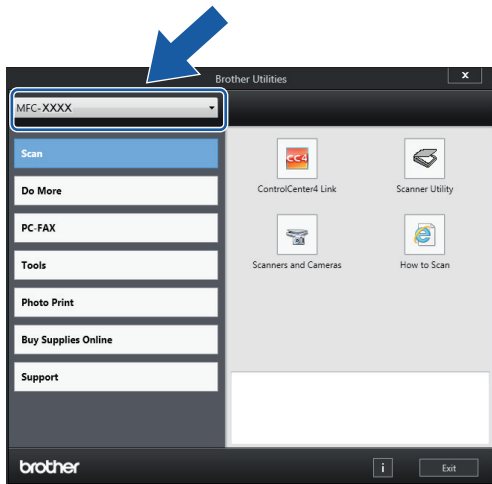 Brother Utilities
x
MFC-XXXX
Scan
Do More
PC-FAX
Tools
Photo Print
Buy Supplies Online
Support
CC4
ControlCenter4 Link
Scanner Utility
Scanners and Cameras
How to Scan
brother
i
Exit